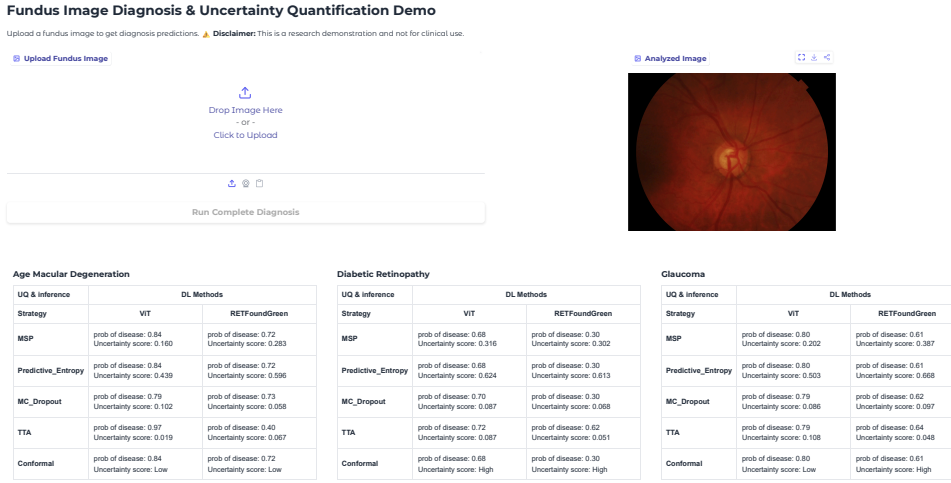 Fundus Image Diagnosis & Uncertainty Quantification Demo
Upload a fundus image to get diagnosis predictions. ⚠️ Disclaimer: This is a research demonstration and not for clinical use.
Upload Fundus Image
Drop Image Here
- or -
Click to Upload
Run Complete Diagnosis
Analyzed Image
Age Macular Degeneration
UQ & inference DL Methods
Strategy ViT RETFoundGreen
MSP
prob of disease: 0.84
Uncertainty score: 0.160
prob of disease: 0.72
Uncertainty score: 0.283
Predictive_Entropy
prob of disease: 0.84
Uncertainty score: 0.439
prob of disease: 0.72
Uncertainty score: 0.596
MC_Dropout
prob of disease: 0.79
Uncertainty score: 0.102
prob of disease: 0.73
Uncertainty score: 0.058
TTA
prob of disease: 0.97
Uncertainty score: 0.019
prob of disease: 0.40
Uncertainty score: 0.067
Conformal
prob of disease: 0.84
Uncertainty score: Low
prob of disease: 0.72
Uncertainty score: Low
Diabetic Retinopathy
UQ & inference DL Methods
Strategy ViT RETFoundGreen
MSP
prob of disease: 0.68
Uncertainty score: 0.316
prob of disease: 0.30
Uncertainty score: 0.302
Predictive_Entropy
prob of disease: 0.68
Uncertainty score: 0.624
prob of disease: 0.30
Uncertainty score: 0.613
MC_Dropout
prob of disease: 0.70
Uncertainty score: 0.087
prob of disease: 0.30
Uncertainty score: 0.068
TTA
prob of disease: 0.72
Uncertainty score: 0.087
prob of disease: 0.62
Uncertainty score: 0.051
Conformal
prob of disease: 0.68
Uncertainty score: High
prob of disease: 0.30
Uncertainty score: High
Glaucoma
UQ & inference DL Methods
Strategy ViT RETFoundGreen
MSP
prob of disease: 0.80
Uncertainty score: 0.202
prob of disease: 0.61
Uncertainty score: 0.387
Predictive_Entropy
prob of disease: 0.80
Uncertainty score: 0.503
prob of disease: 0.61
Uncertainty score: 0.668
MC_Dropout
prob of disease: 0.79
Uncertainty score: 0.086
prob of disease: 0.62
Uncertainty score: 0.097
TTA
prob of disease: 0.79
Uncertainty score: 0.108
prob of disease: 0.64
Uncertainty score: 0.048
Conformal
prob of disease: 0.80
Uncertainty score: Low
prob of disease: 0.61
Uncertainty score: High